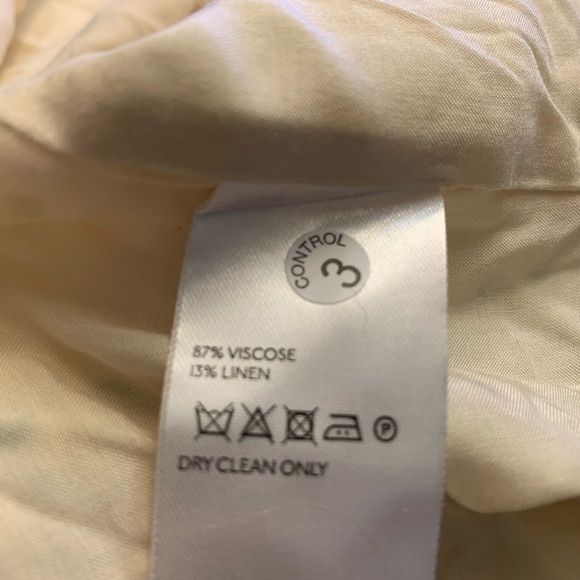 CONTROL
3
87% VISCOSE
13% LINEN
P
DRY CLEAN ONLY